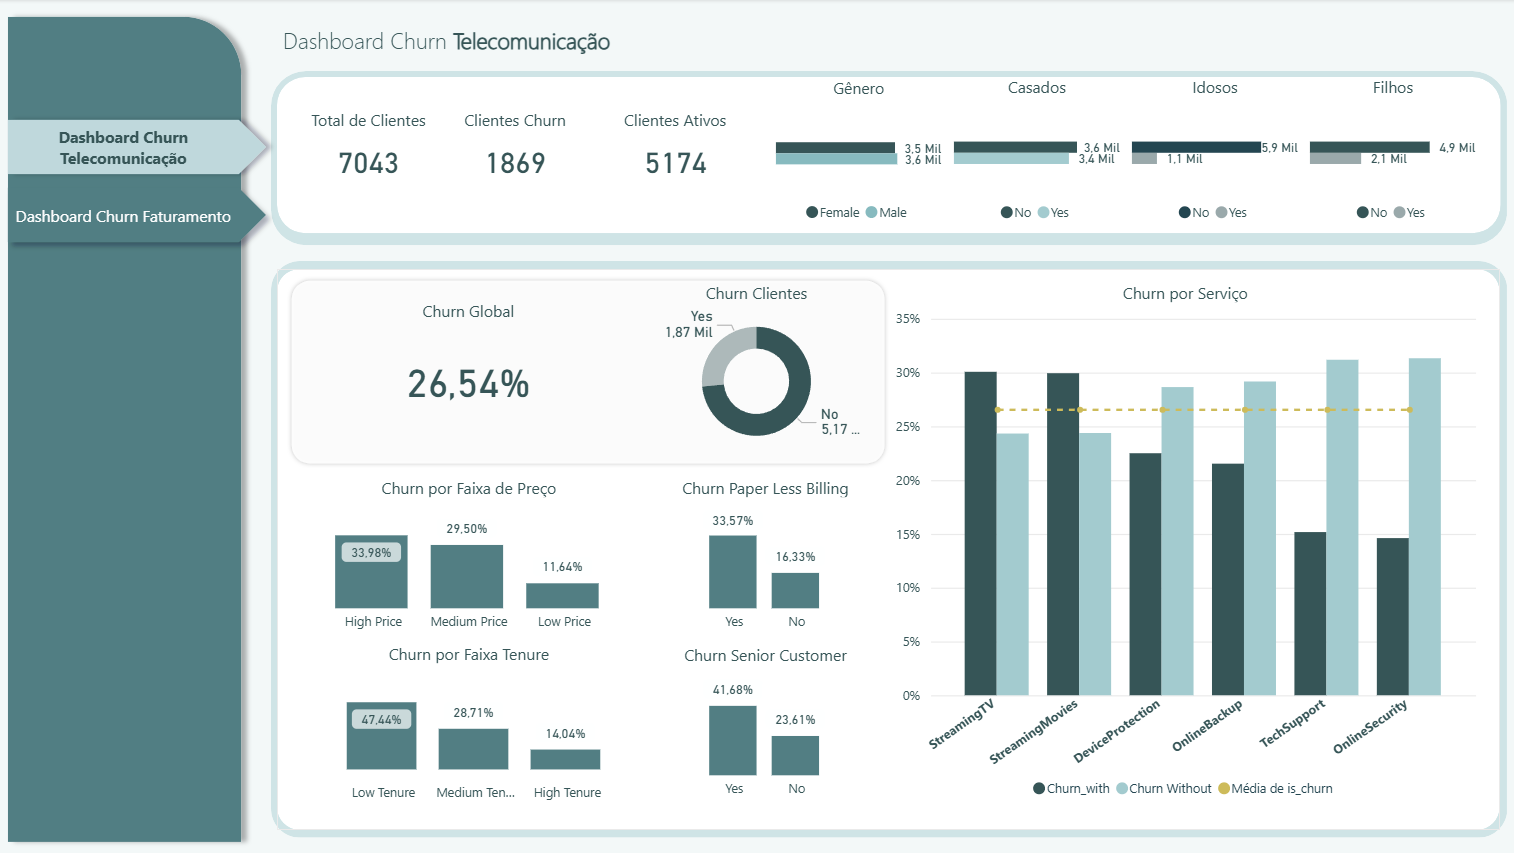 Dashboard Churn Telecomunicação
Dashboard Churn
Telecomunicação
Dashboard Churn Faturamento
Total de Clientes
7043
Clientes Churn
1869
Clientes Ativos
5174
Gênero
3,5 Mil
3,6 Mil
Female Male
Casados
3,6 Mil
3,4 Mil
No Yes
Idosos
5,9 Mil
1,1 Mil
No Yes
Filhos
4,9 Mil
2,1 Mil
No Yes
Churn Global
26,54%
Churn Clientes
Yes
1,87 Mil
No
5,17 ...
Churn por Faixa de Preço
33,98%
29,50%
11,64%
High Price Medium Price Low Price
Churn Paper Less Billing
33,57%
16,33%
Yes No
Churn por Faixa Tenure
47,44%
28,71%
14,04%
Low Tenure Medium Ten... High Tenure
Churn Senior Customer
41,68%
23,61%
Yes No
Churn por Serviço
35%
30%
25%
20%
15%
10%
5%
0%
StreamingTV
StreamingMovies
DeviceProtection
OnlineBackup
TechSupport
OnlineSecurity
Churn_with Churn Without Média de is_churn